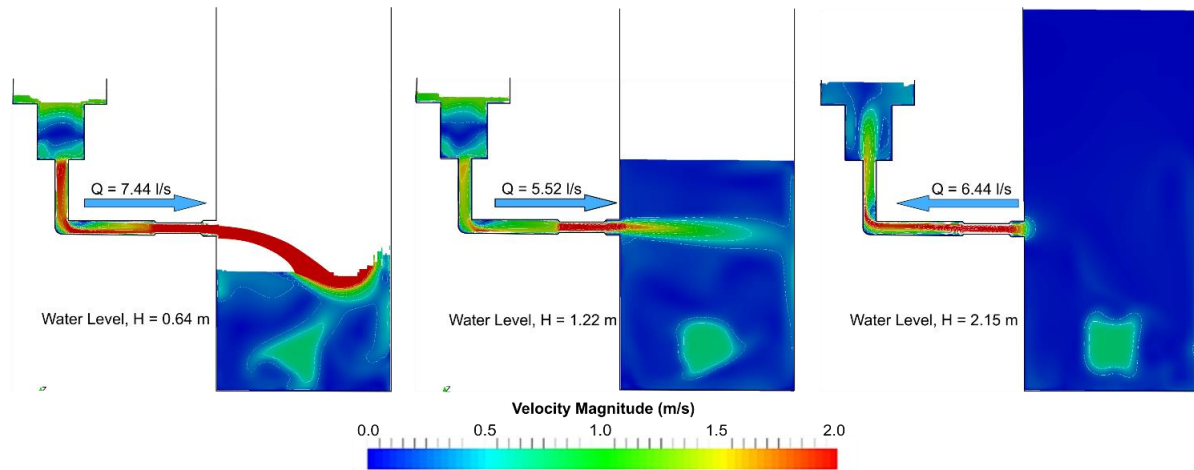 Q = 7.44 l/s
Q = 5.52 l/s
Q = 6.44 l/s
Water Level, H = 0.64 m
Water Level, H = 1.22 m
Water Level, H = 2.15 m
Velocity Magnitude (m/s)
0.0 0.5 1.0 1.5 2.0